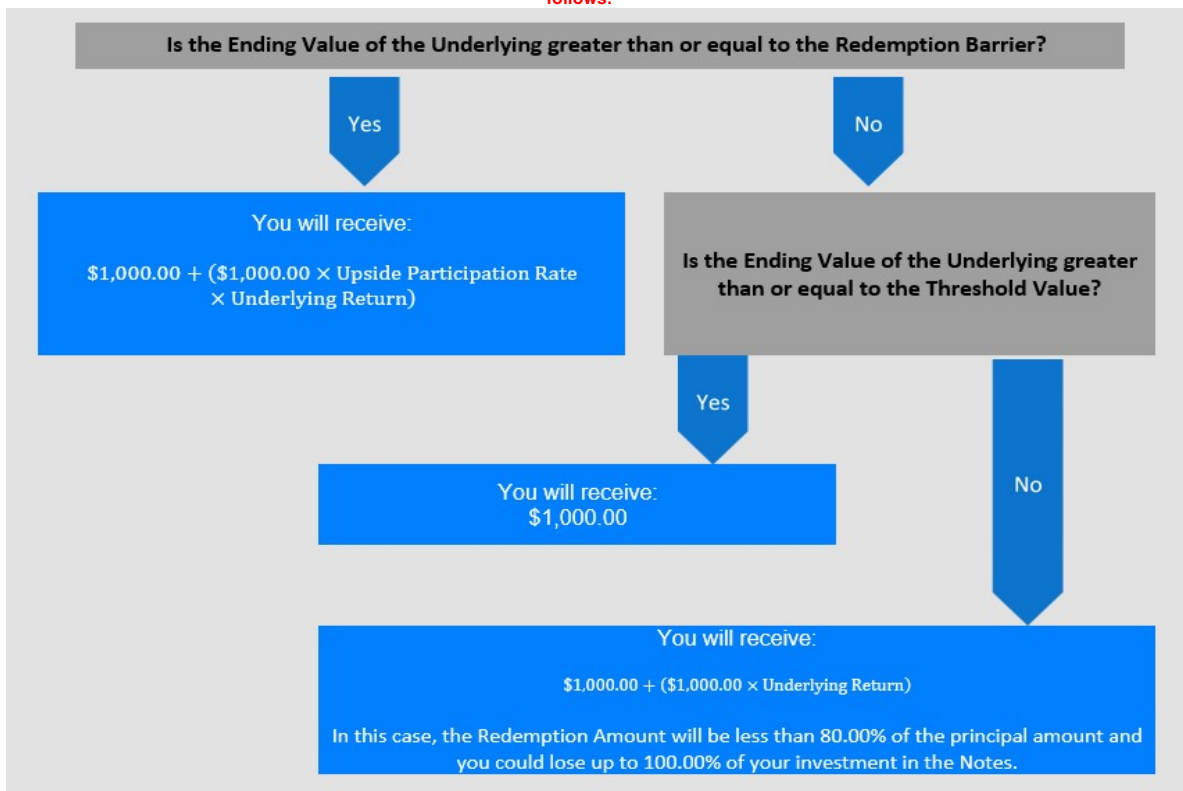 follows:
Is the Ending Value of the Underlying greater than or equal to the Redemption Barrier?
Yes
No
You will receive:
$1,000.00 + ($1,000.00 × Upside Participation Rate
× Underlying Return)
Is the Ending Value of the Underlying greater
than or equal to the Threshold Value?
Yes
No
You will receive:
$1,000.00
You will receive:
$1,000.00 + ($1,000.00 × Underlying Return)
In this case, the Redemption Amount will be less than 80.00% of the principal amount and
you could lose up to 100.00% of your investment in the Notes.